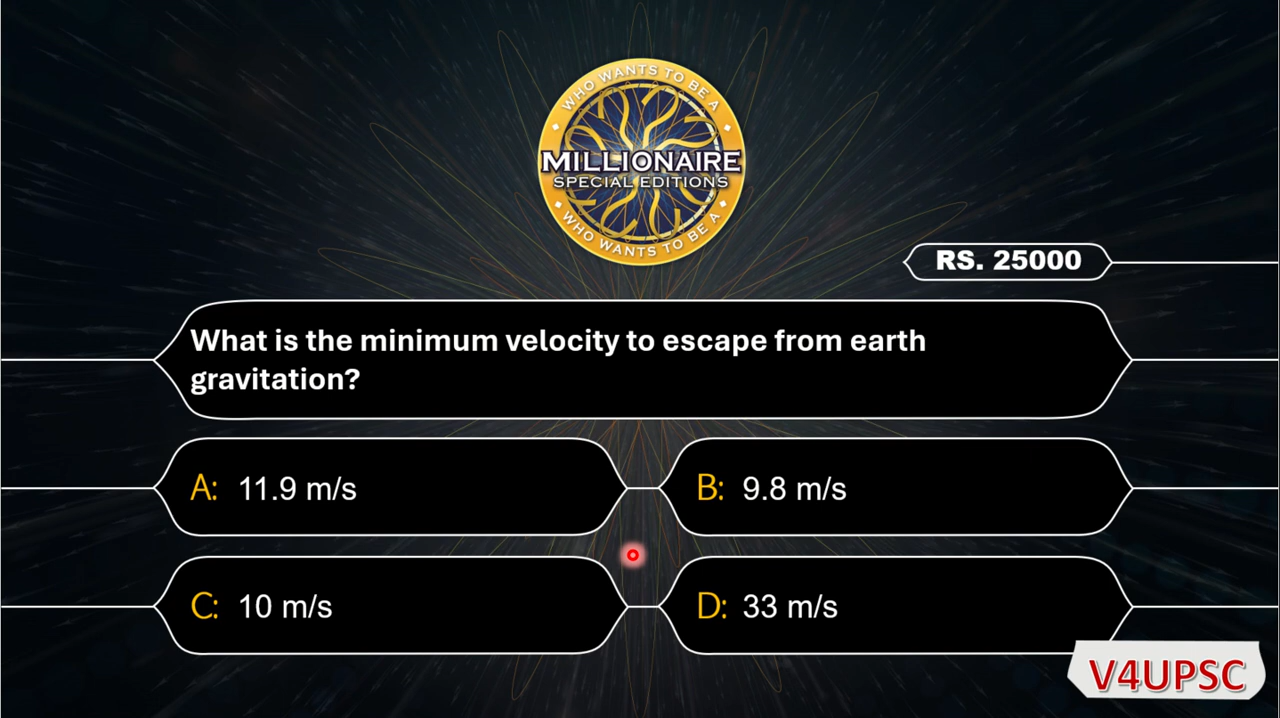 WHO WANTS TO BE A
MILLIONAIRE
SPECIAL EDITIONS
WHO WANTS TO BE A
RS. 25000
What is the minimum velocity to escape from earth
gravitation?
A: 11.9 m/s
B: 9.8 m/s
C: 10 m/s
D: 33 m/s
V4UPSC